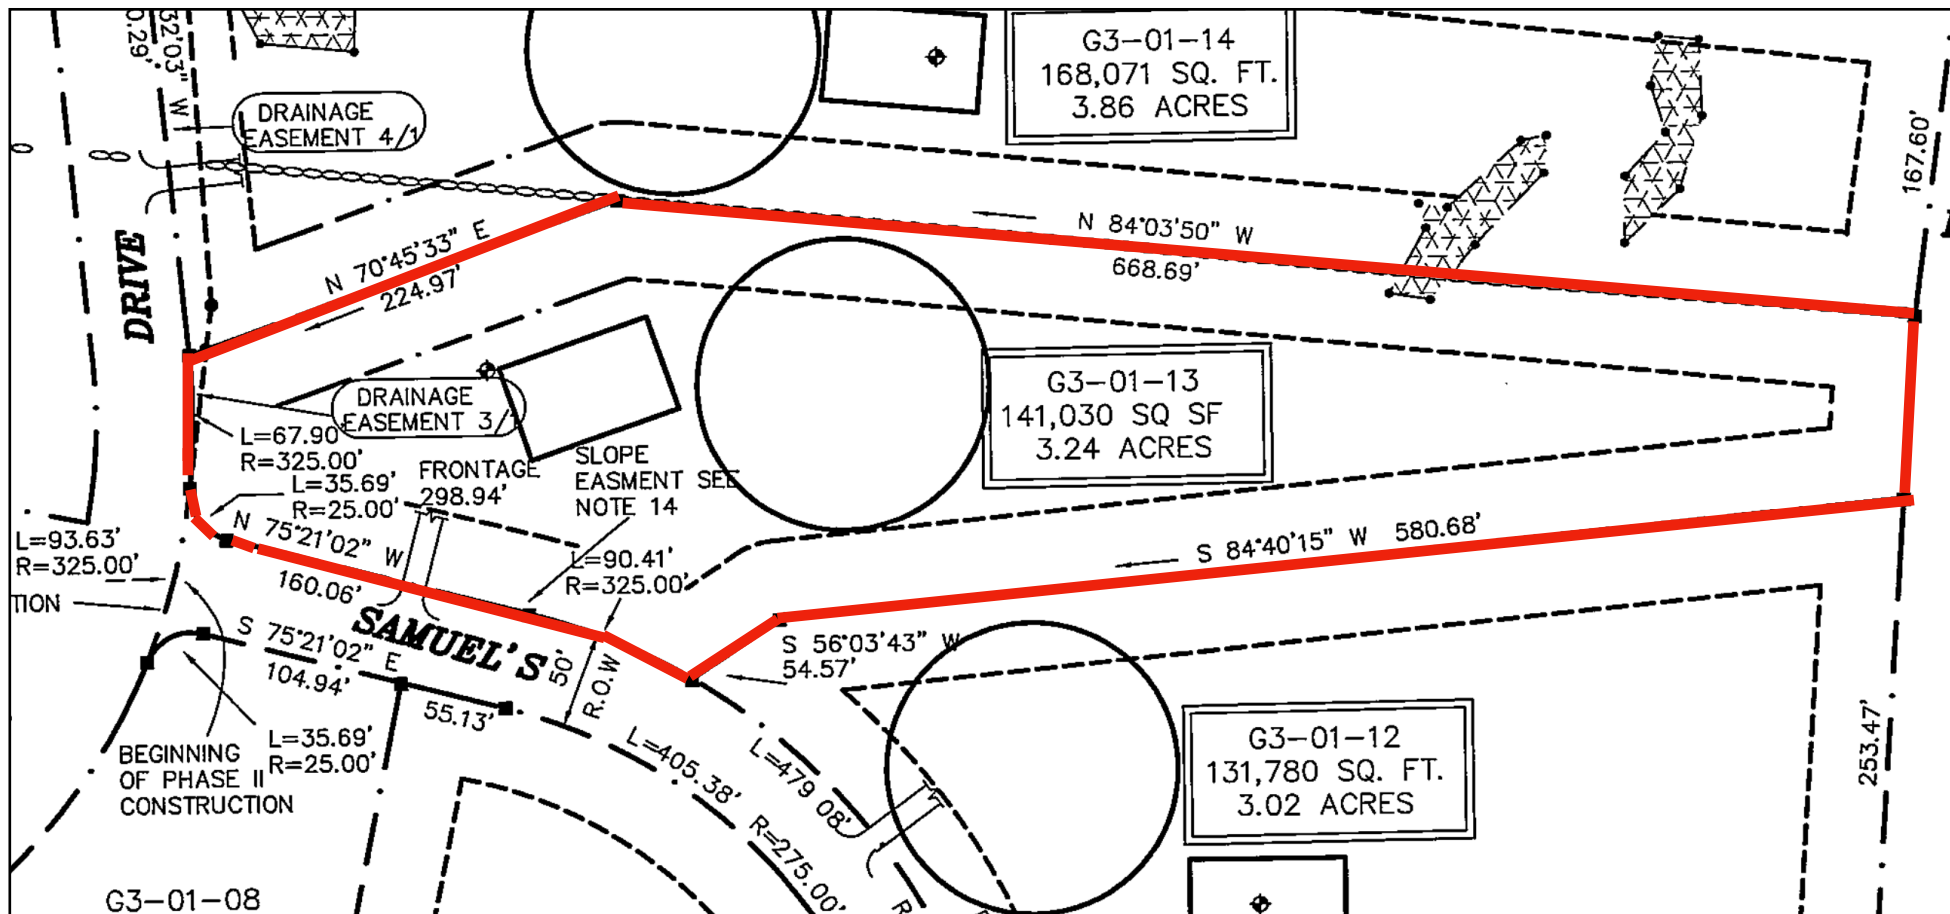 0.29'
32'03" W
DRAINAGE
EASEMENT 4/1
G3-01-14
168,071 SQ. FT.
3.86 ACRES
167.60'
DRIVE
N 70°45'33" E
224.97'
N 84°03'50" W
668.69'
DRAINAGE
EASEMENT 3/1
L=67.90'
R=325.00'
L=35.69'
R=25.00'
FRONTAGE
298.94'
SLOPE
EASMENT SEE
NOTE 14
G3-01-13
141,030 SQ SF
3.24 ACRES
L=93.63'
R=325.00'
TION
N 75°21'02" W
160.06'
L=90.41'
R=325.00'
S 84°40'15" W 580.68'
SAMUEL'S
S 75°21'02" E
104.94'
50'
R.O.W
S 56°03'43" W
54.57'
55.13'
BEGINNING
OF PHASE II
CONSTRUCTION
L=35.69'
R=25.00'
L=405.38'
R=275.00'
L=479.08'
R
G3-01-12
131,780 SQ. FT.
3.02 ACRES
253.47'
G3-01-08